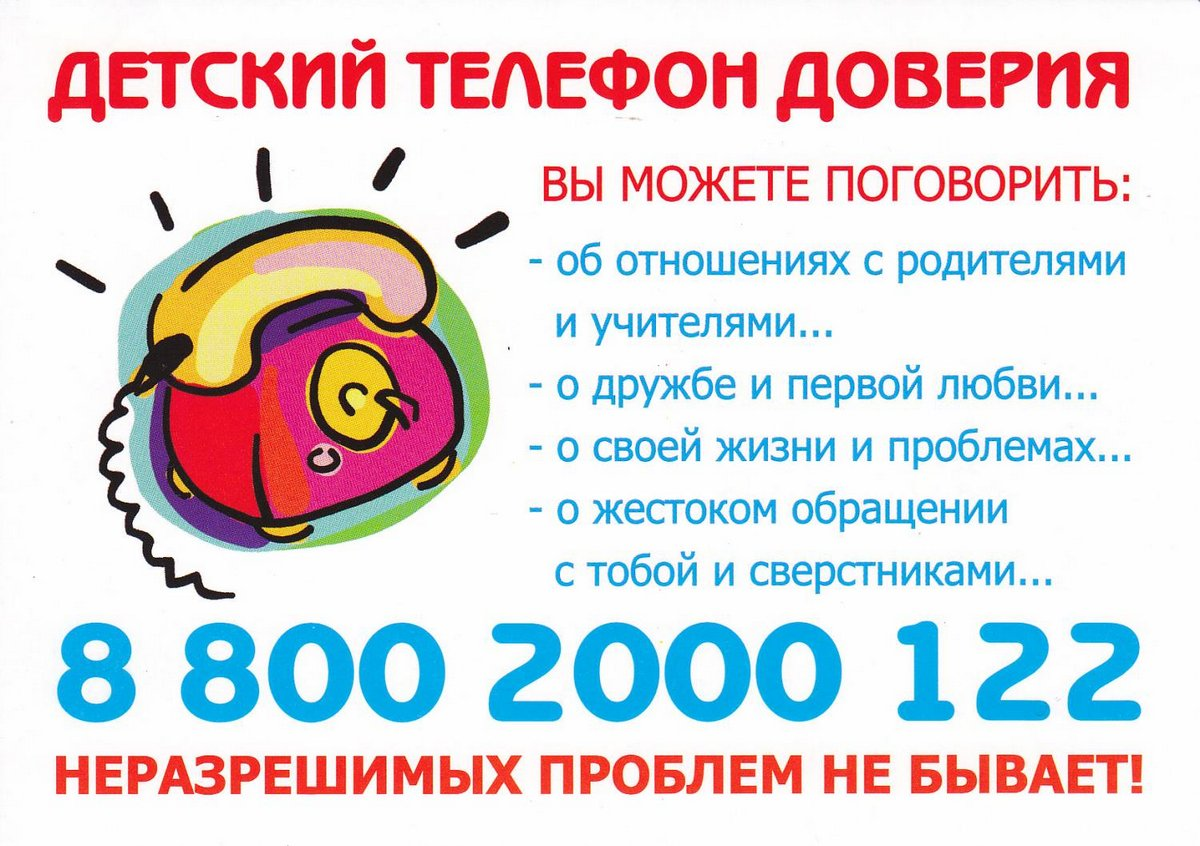 ДЕТСКИЙ ТЕЛЕФОН ДОВЕРИЯ
ВЫ МОЖЕТЕ ПОГОВОРИТЬ:
- об отношениях с родителями
и учителями...
- о дружбе и первой любви...
- о своей жизни и проблемах...
- о жестоком обращении
с тобой и сверстниками...
8 800 2000 122
НЕРАЗРЕШИМЫХ ПРОБЛЕМ НЕ БЫВАЕТ!